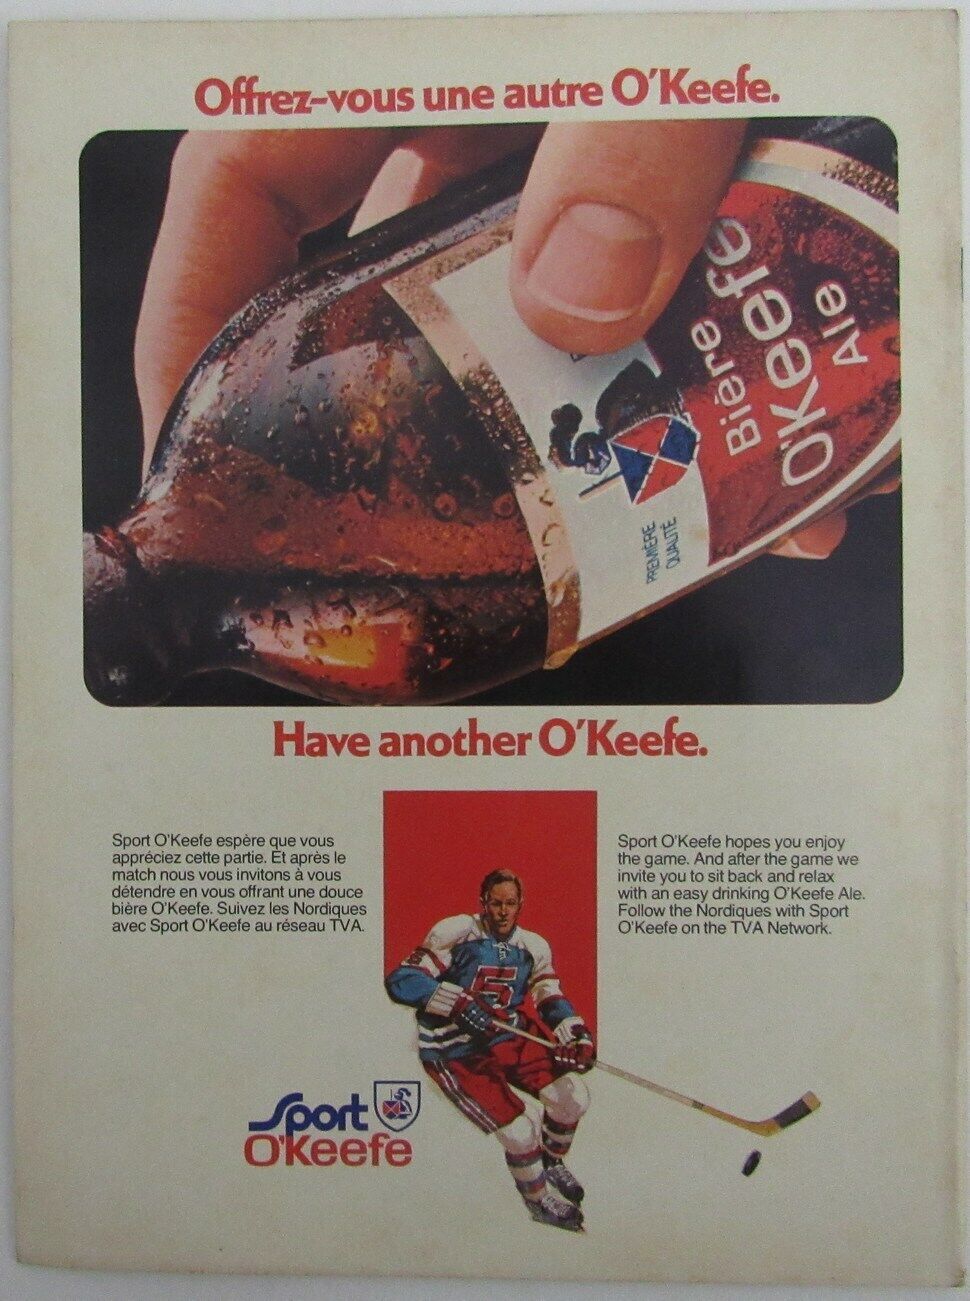 Offrez-vous une autre O'Keefe.
Bière
O'Keefe
Ale
PREMIÈRE
QUALITÉ
Have another O'Keefe.
Sport O'Keefe espère que vous
appréciez cette partie. Et après le
match nous vous invitons à vous
détendre en vous offrant une douce
bière O'Keefe. Suivez les Nordiques
avec Sport O'Keefe au réseau TVA.
Sport O'Keefe hopes you enjoy
the game. And after the game we
invite you to sit back and relax
with an easy drinking O'Keefe Ale.
Follow the Nordiques with Sport
O'Keefe on the TVA Network.
5
Sport
O'Keefe